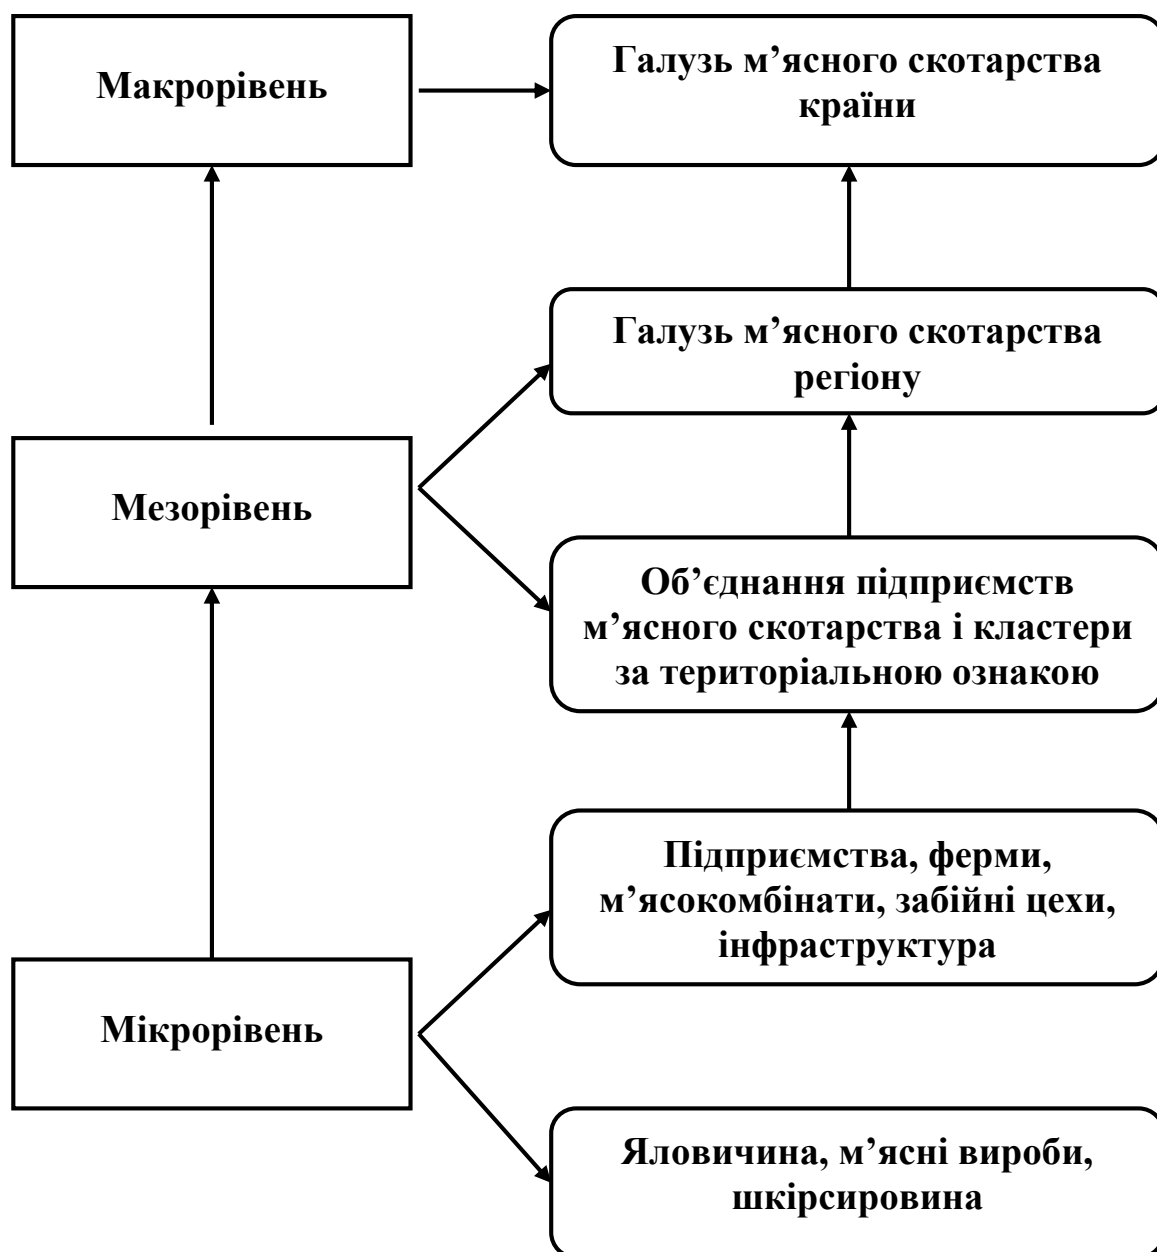 Макрорівень
Галузь м’ясного скотарства
країни
Галузь м’ясного скотарства
регіону
Мезорівень
Об’єднання підприємств
м’ясного скотарства і кластери
за територіальною ознакою
Підприємства, ферми,
м’ясокомбінати, забійні цехи,
інфраструктура
Мікрорівень
Яловичина, м’ясні вироби,
шкірсировина